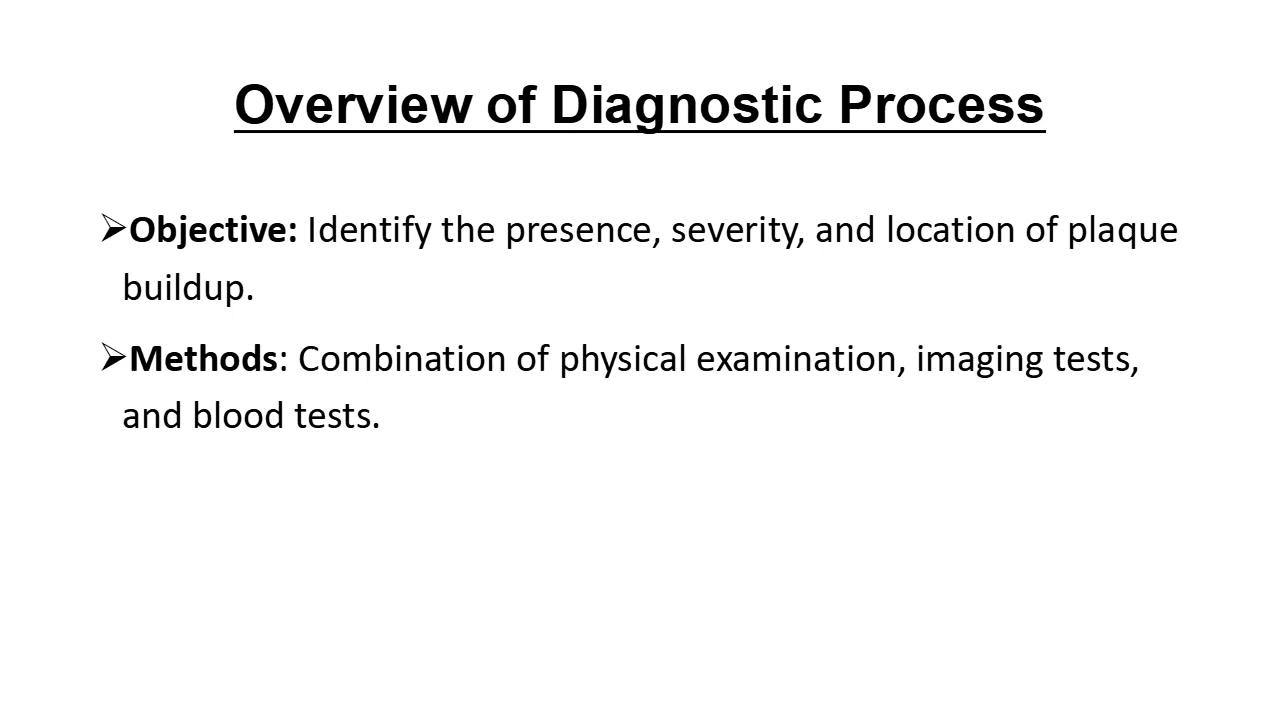 Overview of Diagnostic Process
➢Objective: Identify the presence, severity, and location of plaque
buildup.
➢Methods: Combination of physical examination, imaging tests,
and blood tests.